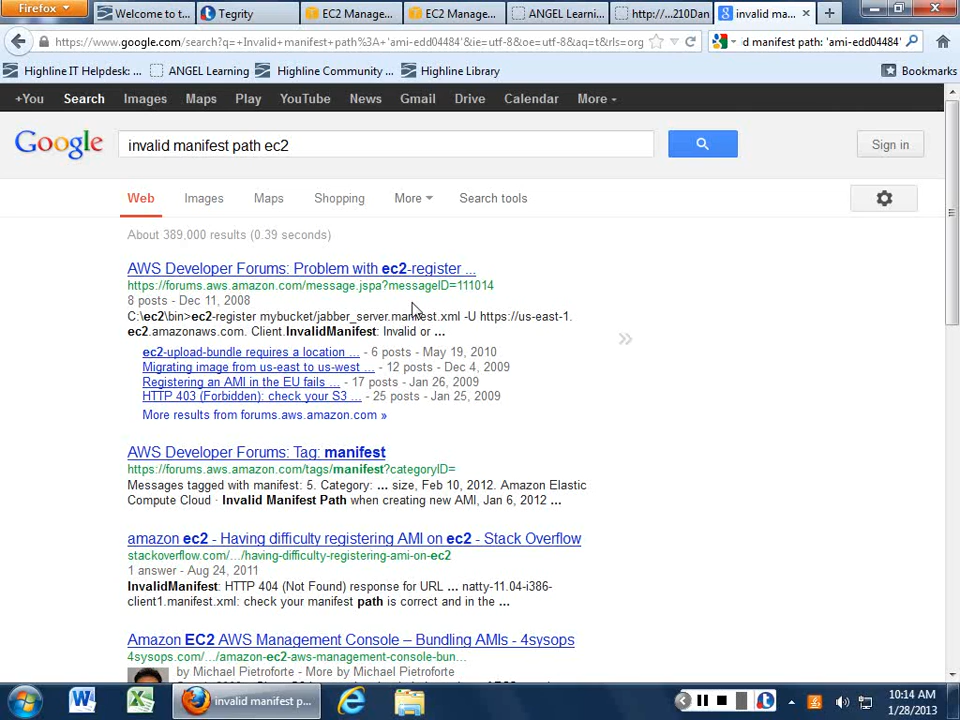 Firefox
Welcome to t...
Tegrity
EC2 Manage...
EC2 Manage...
ANGEL Learni...
http://...210Dan
invalid ma...
https://www.google.com/search?q=+Invalid+manifest+path%3A+'ami-edd04484'&ie=utf-8&oe=utf-8&aq=t&rls=org
d manifest path: 'ami-edd04484'
Highline IT Helpdesk: ...
ANGEL Learning
Highline Community ...
Highline Library
Bookmarks
+You Search Images Maps Play YouTube News Gmail Drive Calendar More
Google
invalid manifest path ec2
Sign in
Web Images Maps Shopping More Search tools
About 389,000 results (0.39 seconds)
AWS Developer Forums: Problem with ec2-register ...
https://forums.aws.amazon.com/message.jspa?messageID=111014
8 posts - Dec 11, 2008
C:\ec2\bin>ec2-register mybucket/jabber_server.manifest.xml -U https://us-east-1.
ec2.amazonaws.com. Client.InvalidManifest: Invalid or ...
ec2-upload-bundle requires a location ... - 6 posts - May 19, 2010
Migrating image from us-east to us-west ... - 12 posts - Dec 4, 2009
Registering an AMI in the EU fails ... - 17 posts - Jan 26, 2009
HTTP 403 (Forbidden): check your S3 ... - 25 posts - Jan 25, 2009
More results from forums.aws.amazon.com »
AWS Developer Forums: Tag: manifest
https://forums.aws.amazon.com/tags/manifest?categoryID=
Messages tagged with manifest: 5. Category: ... size, Feb 10, 2012. Amazon Elastic
Compute Cloud · Invalid Manifest Path when creating new AMI, Jan 6, 2012 ...
amazon ec2 - Having difficulty registering AMI on ec2 - Stack Overflow
stackoverflow.com/.../having-difficulty-registering-ami-on-ec2
1 answer - Aug 24, 2011
InvalidManifest: HTTP 404 (Not Found) response for URL ... natty-11.04-i386-
client1.manifest.xml: check your manifest path is correct and in the ...
Amazon EC2 AWS Management Console – Bundling AMIs - 4sysops
4sysops.com/.../amazon-ec2-aws-management-console-bun...
by Michael Pietroforte - More by Michael Pietroforte
invalid manifest p...
10:14 AM
1/28/2013